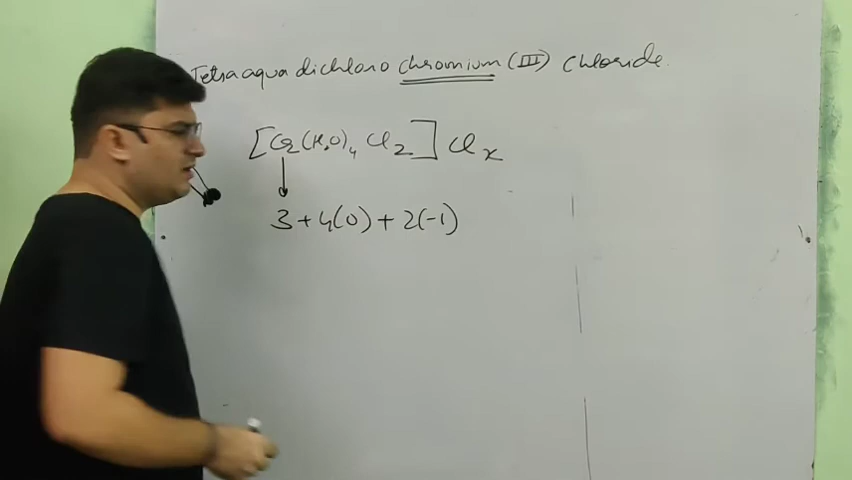 Tetraaqua dichloro chromium (III) Chloride.
[Cr(H₂O)₄ Cl₂] Clₓ
3 + 4(0) + 2(-1)